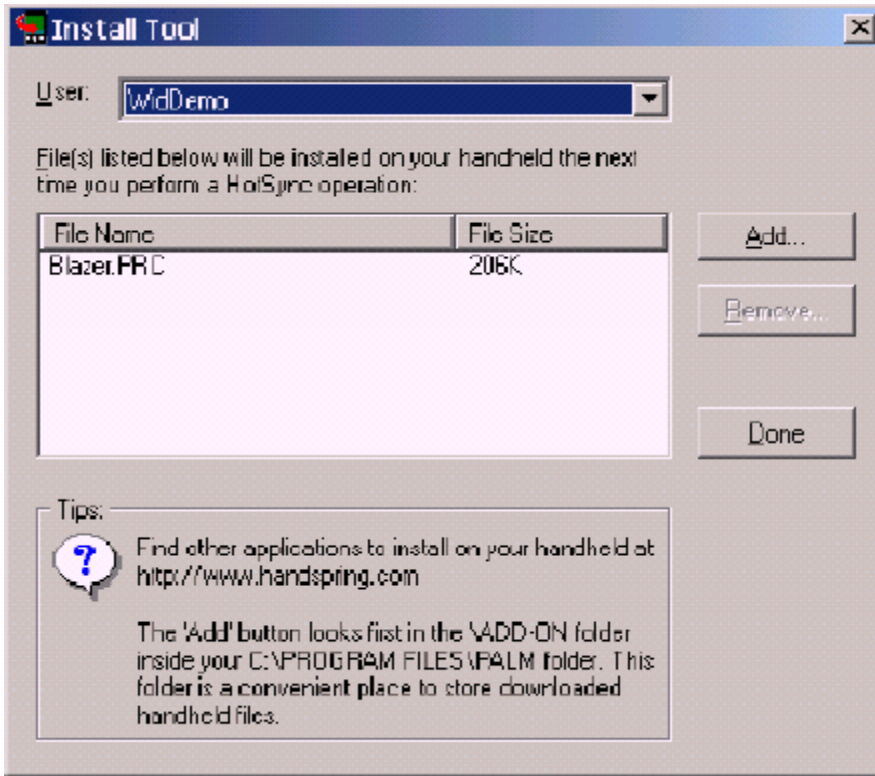 Install Tool
User:
WidDemo
File(s) listed below will be installed on your handheld the next
time you perform a HotSync operation:
File Name File Size
Blazer.PRC 206K
Add...
Remove...
Done
Tips:
Find other applications to install on your handheld at
http://www.handspring.com
The 'Add' button looks first in the \ADD-ON folder
inside your C:\PROGRAM FILES\PALM folder. This
folder is a convenient place to store downloaded
handheld files.